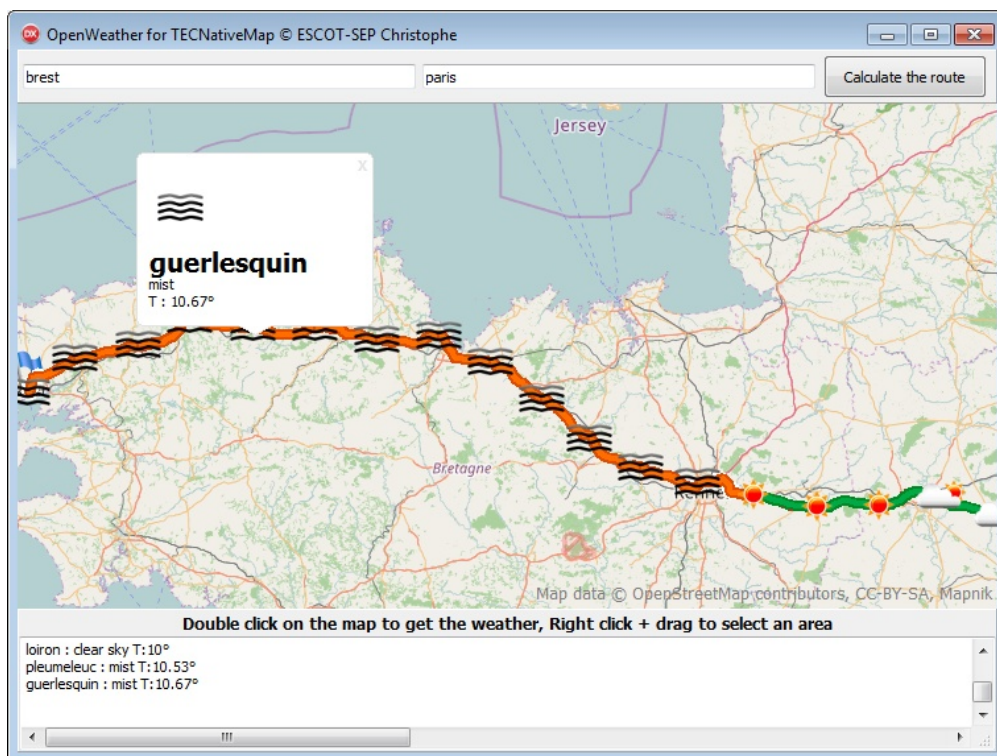 OpenWeather for TECNativeMap © ESCOT-SEP Christophe
brest
paris
Calculate the route
Jersey
x
guerlesquin
mist
T : 10.67°
Bretagne
Map data © OpenStreetMap contributors, CC-BY-SA, Mapnik
Double click on the map to get the weather, Right click + drag to select an area
loiron : clear sky T:10°
pleumeleuc : mist T:10.53°
guerlesquin : mist T:10.67°